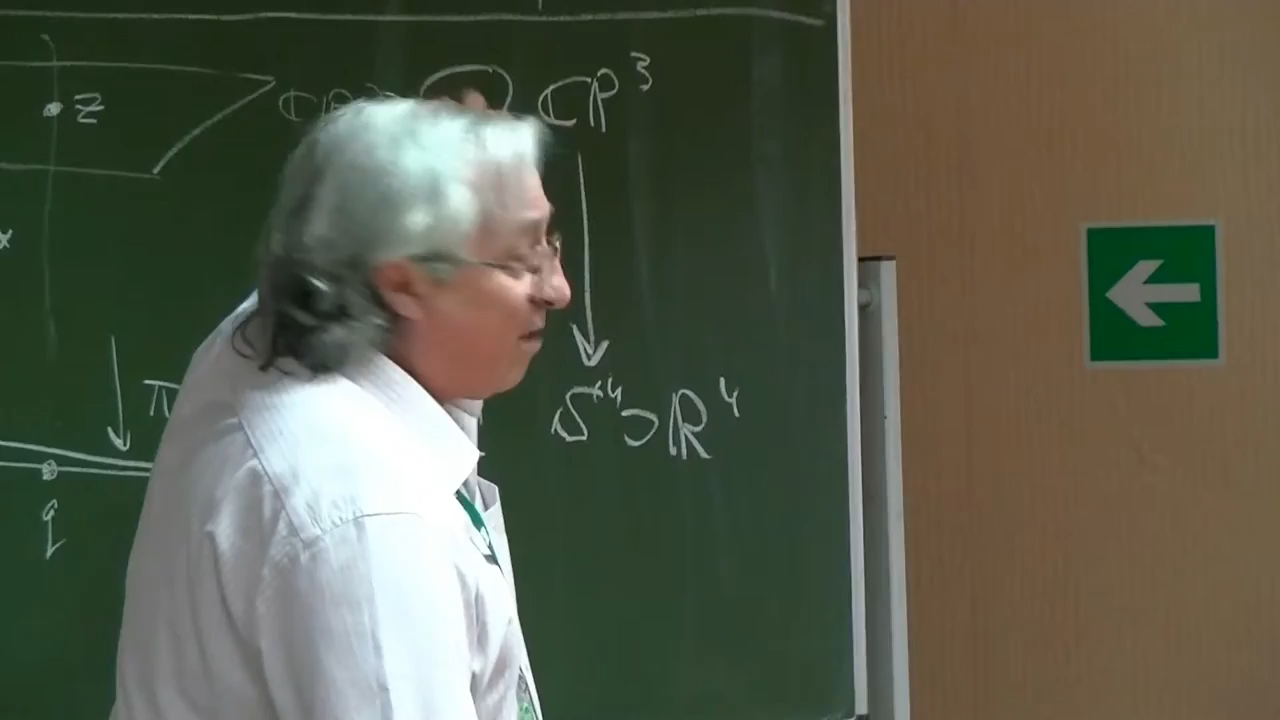 z CP³
x
π
S⁴ ⊃ ℝ⁴
q